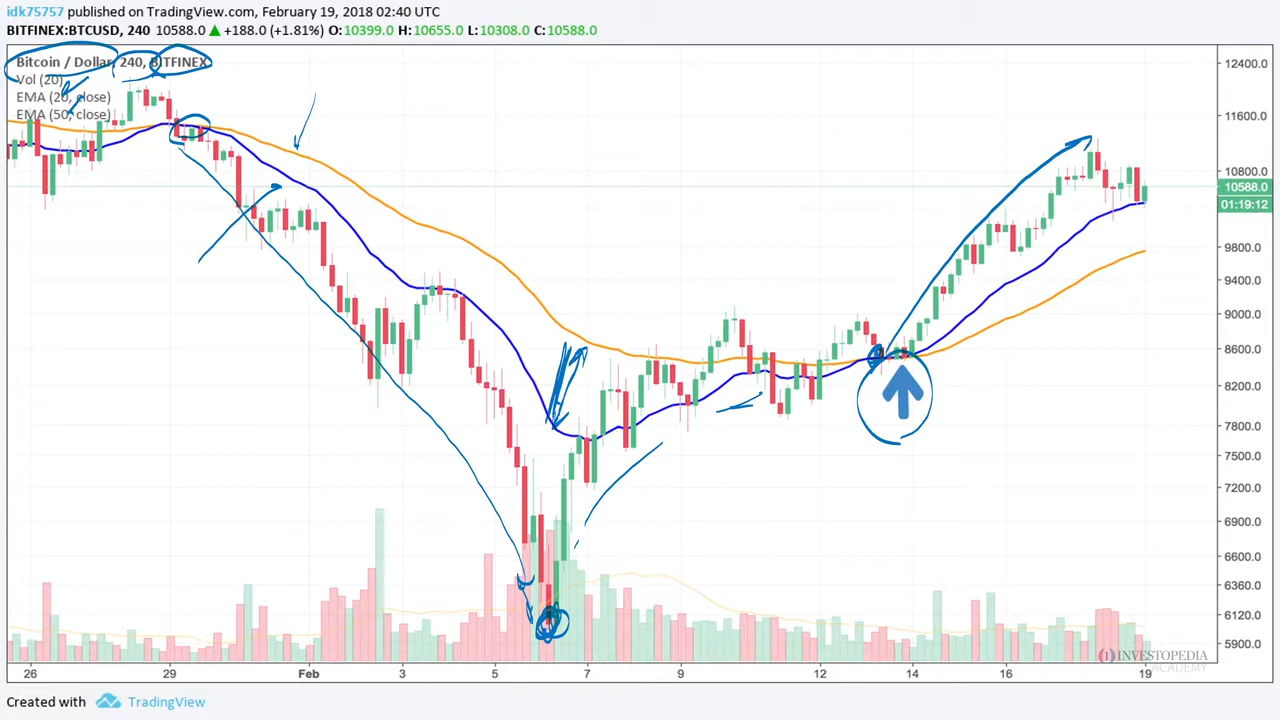 idk75757 published on TradingView.com, February 19, 2018 02:40 UTC
BITFINEX:BTCUSD, 240 10588.0 ▲ +188.0 (+1.81%) O:10399.0 H:10655.0 L:10308.0 C:10588.0
Bitcoin / Dollar, 240, BITFINEX
Vol (20)
EMA (20, close)
EMA (50, close)
12400.0
11600.0
10800.0
10588.0
01:19:12
9800.0
9400.0
9000.0
8600.0
8200.0
7800.0
7500.0
7200.0
6900.0
6600.0
6360.0
6120.0
5900.0
INVESTOPEDIA
ACADEMY
26 29 Feb 3 5 7 9 12 14 16 19
Created with TradingView